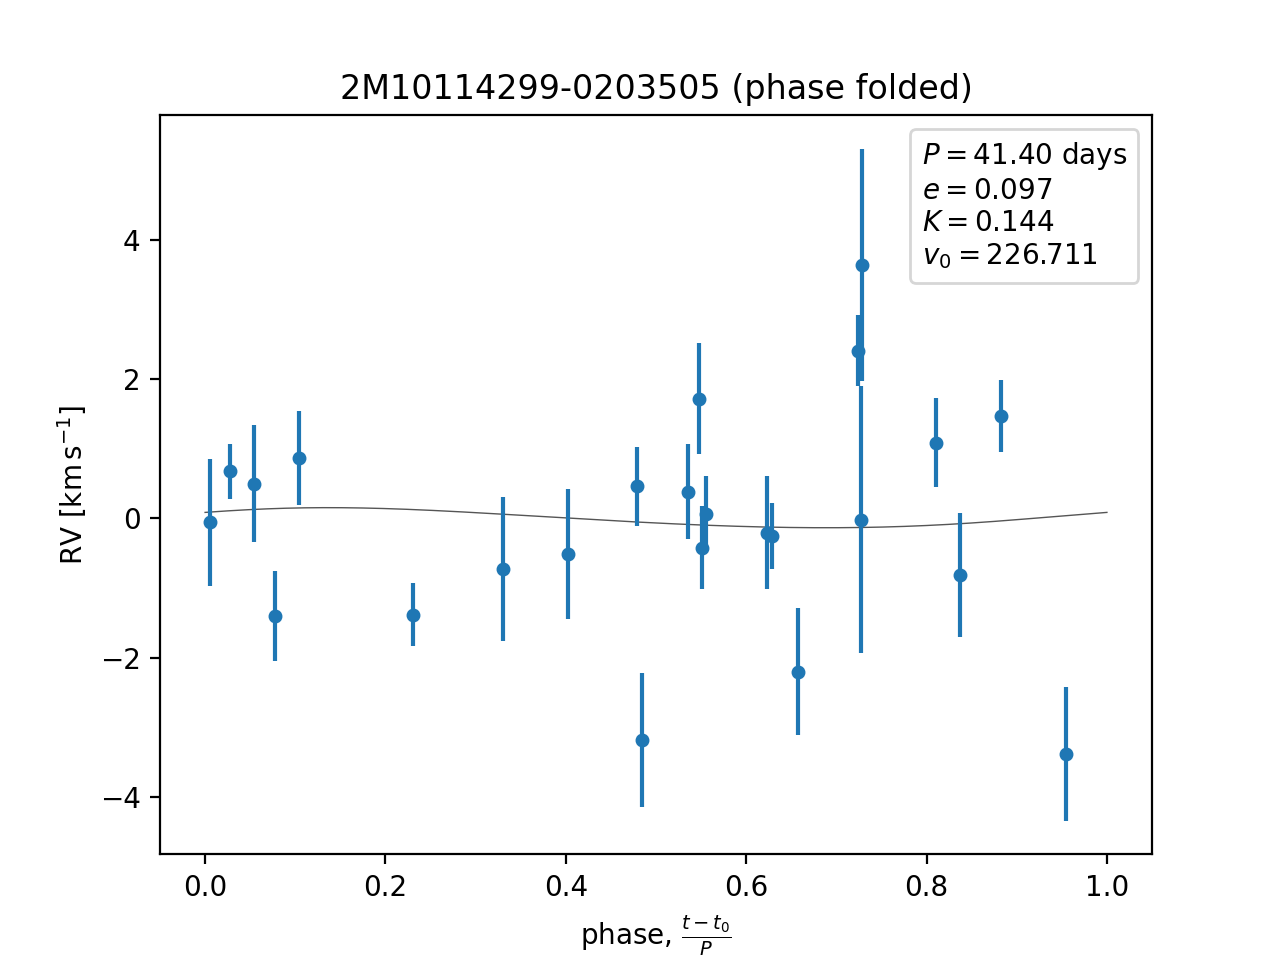 2M10114299-0203505 (phase folded)
P = 41.40 days
e = 0.097
K = 0.144
v₀ = 226.711
RV [km s⁻¹]
4
2
0
−2
−4
0.0 0.2 0.4 0.6 0.8 1.0
phase, (t − t₀)/P